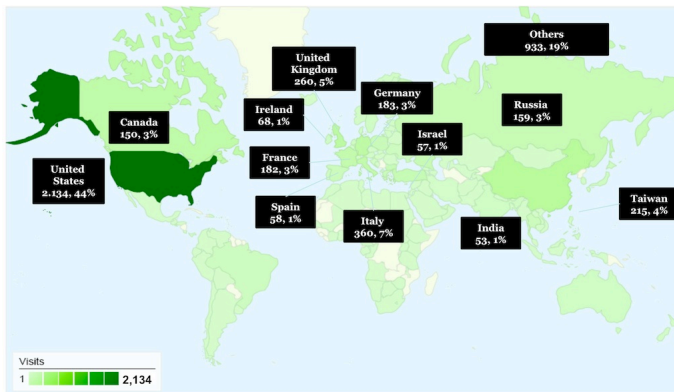 Others
933, 19%
United
Kingdom
260, 5%
Germany
183, 3%
Ireland
68, 1%
Russia
159, 3%
Canada
150, 3%
Israel
57, 1%
France
182, 3%
United
States
2.134, 44%
Spain
58, 1%
Italy
360, 7%
India
53, 1%
Taiwan
215, 4%
Visits
1
2,134